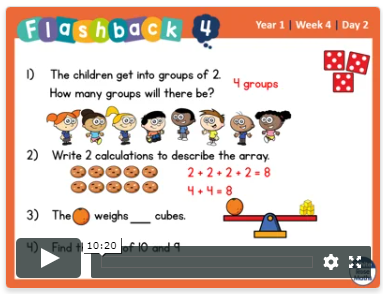 Flashback 4
Year 1 | Week 4 | Day 2
1) The children get into groups of 2.
How many groups will there be?
4 groups
2) Write 2 calculations to describe the array.
2 + 2 + 2 + 2 = 8
4 + 4 = 8
3) The weighs ___ cubes.
10:20
4) Find th of 10 and 9